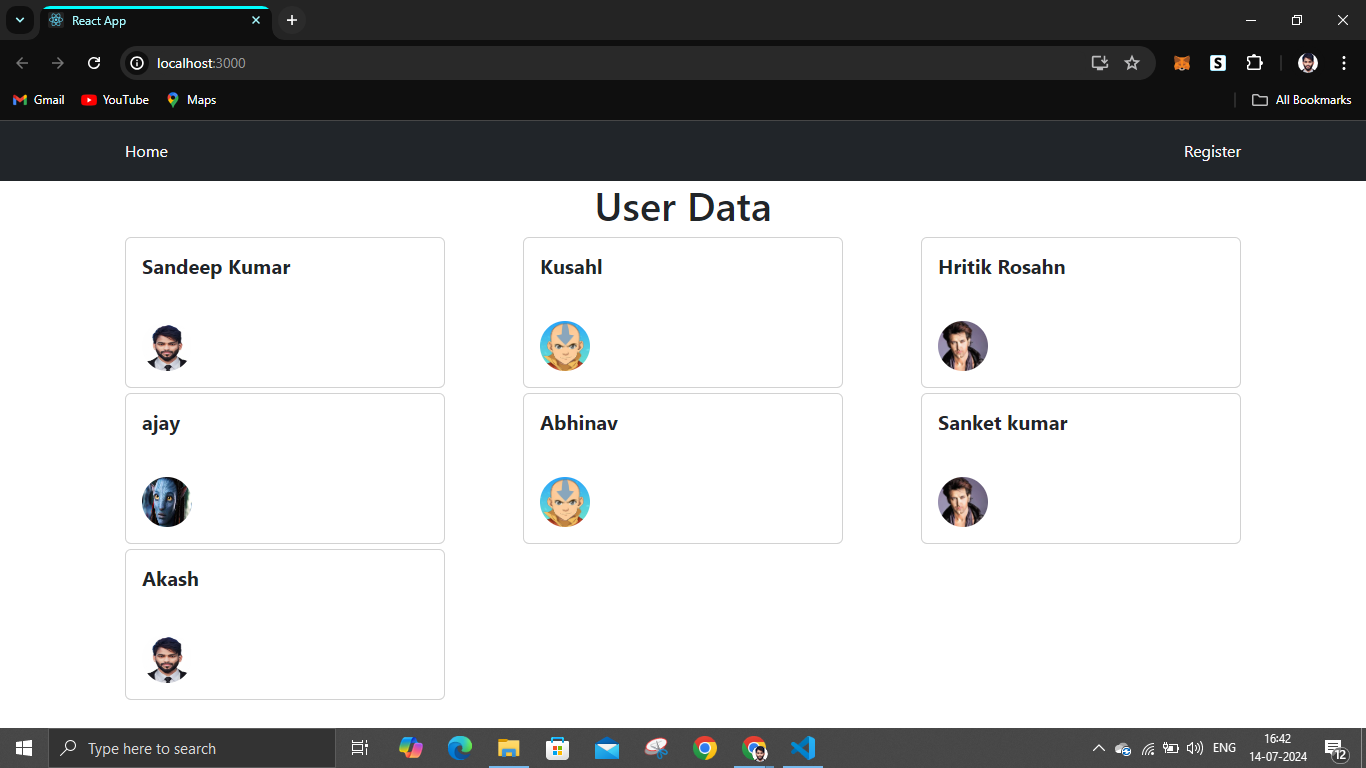 React App
localhost:3000
Gmail YouTube Maps All Bookmarks
Home Register
User Data
Sandeep Kumar Kusahl Hritik Rosahn
ajay Abhinav Sanket kumar
Akash
Type here to search ENG 16:42
14-07-2024
12